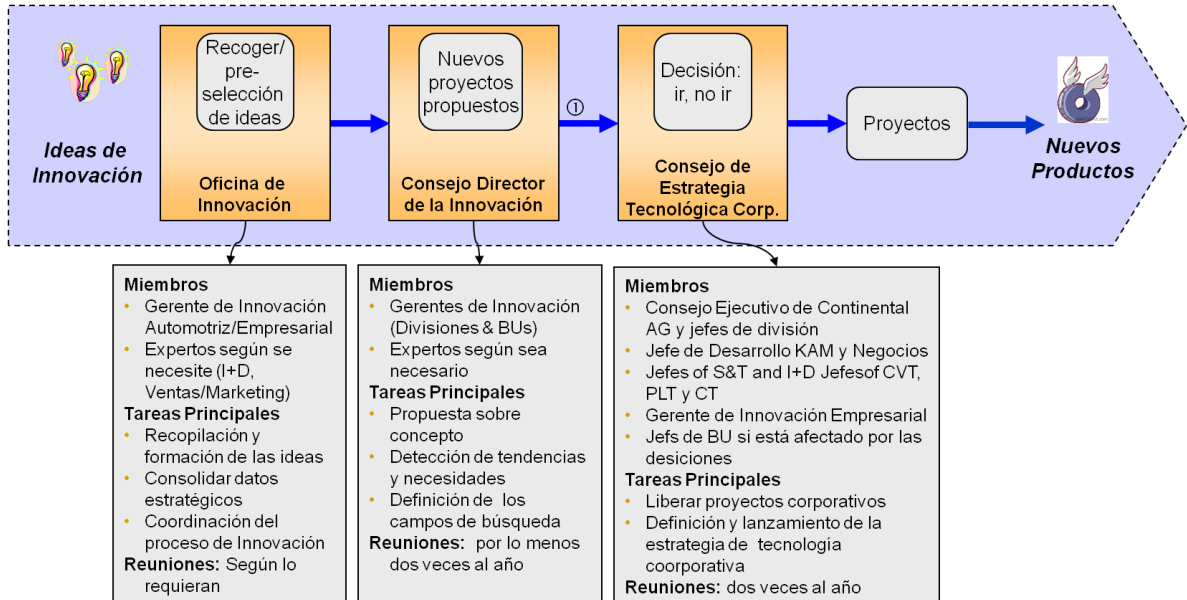 Ideas de
Innovación
Recoger/
pre-
selección
de ideas
Oficina de
Innovación
Nuevos
proyectos
propuestos
Consejo Director
de la Innovación
①
Decisión:
ir, no ir
Consejo de
Estrategia
Tecnológica Corp.
Proyectos
Nuevos
Productos
Miembros
• Gerente de Innovación
Automotriz/Empresarial
• Expertos según se
necesite (I+D,
Ventas/Marketing)
Tareas Principales
• Recopilación y
formación de las ideas
• Consolidar datos
estratégicos
• Coordinación del
proceso de Innovación
Reuniones: Según lo
requieran
Miembros
• Gerentes de Innovación
(Divisiones & BUs)
• Expertos según sea
necesario
Tareas Principales
• Propuesta sobre
concepto
• Detección de tendencias
y necesidades
• Definición de los
campos de búsqueda
Reuniones: por lo menos
dos veces al año
Miembros
• Consejo Ejecutivo de Continental
AG y jefes de división
• Jefe de Desarrollo KAM y Negocios
• Jefes of S&T and I+D Jefesof CVT,
PLT y CT
• Gerente de Innovación Empresarial
• Jefs de BU si está afectado por las
desiciones
Tareas Principales
• Liberar proyectos corporativos
• Definición y lanzamiento de la
estrategia de tecnología
coorporativa
Reuniones: dos veces al año